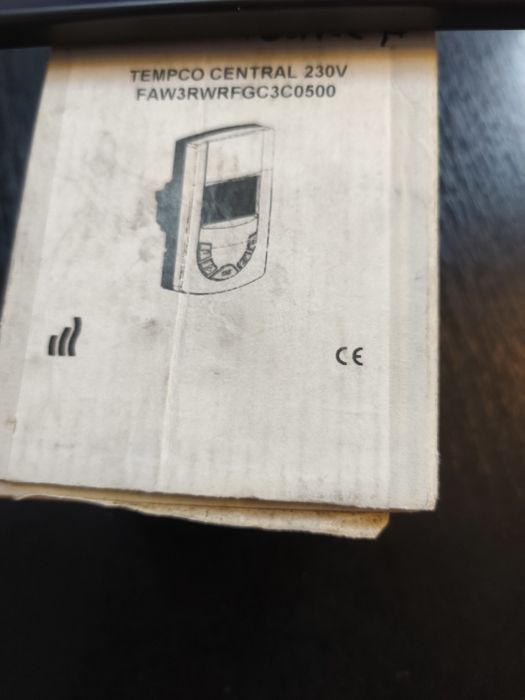 TEMPCO CENTRAL 230V
FAW3RWRFGC3C0500
CE